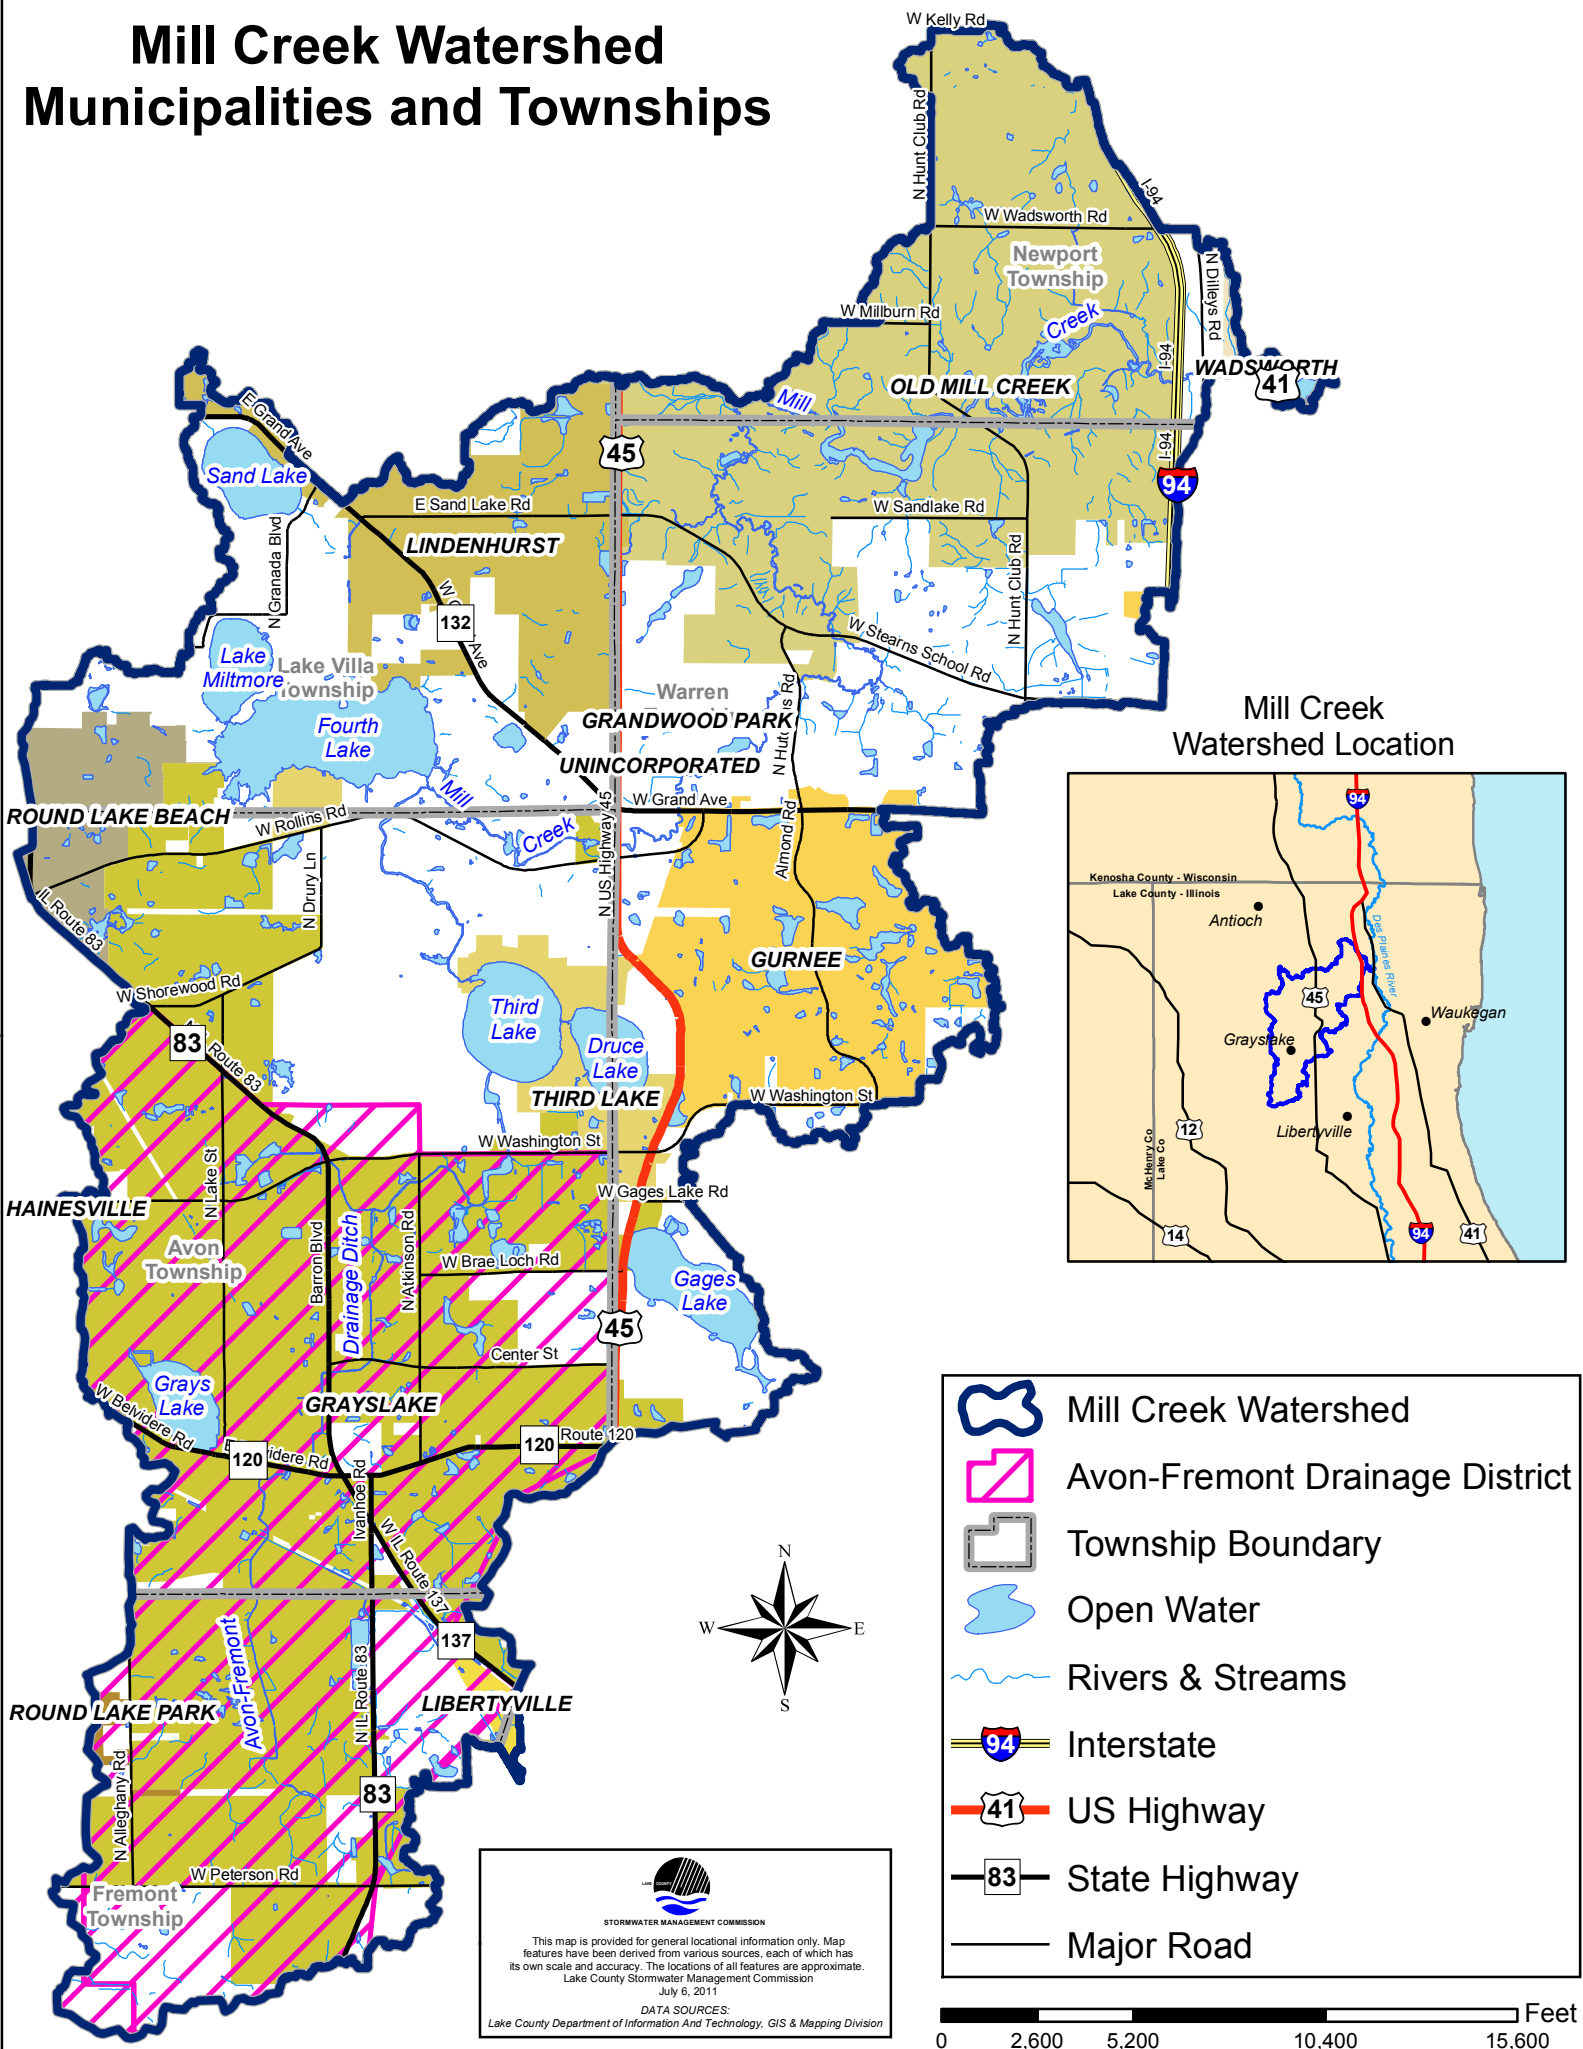 Mill Creek Watershed
Municipalities and Townships
W Kelly Rd
N Hunt Club Rd
I-94
W Wadsworth Rd
Newport
Township
N Dilleys Rd
W Millburn Rd
Creek
I-94
WADSWORTH
41
OLD MILL CREEK
Mill
E Grand Ave
45
I-94
94
Sand Lake
E Sand Lake Rd
W Sandlake Rd
LINDENHURST
N Granada Blvd
N Hunt Club Rd
132
Ave
W Stearns School Rd
Lake
Miltmore
Lake Villa
Township
Warren
GRANDWOOD PARK
Fourth
Lake
UNINCORPORATED
Mill
W Grand Ave
ROUND LAKE BEACH
W Rollins Rd
Creek
N US Highway 45
Almond Rd
N Drury Ln
IL Route 83
GURNEE
W Shorewood Rd
Third
Lake
83
Route 83
Druce
Lake
THIRD LAKE
W Washington St
W Washington St
W Gages Lake Rd
HAINESVILLE
N Lake St
Avon
Township
Barron Blvd
Drainage Ditch
N Atkinson Rd
W Brae Loch Rd
Gages
Lake
45
Center St
Grays
Lake
GRAYSLAKE
W Belvidere Rd
120
120
Route 120
Ivanhoe Rd
W IL Route 137
137
Avon-Fremont
N IL Route 83
ROUND LAKE PARK
LIBERTYVILLE
N Alleghany Rd
83
W Peterson Rd
Fremont
Township
Mill Creek
Watershed Location
94
Kenosha County - Wisconsin
Lake County - Illinois
Antioch
Des Plaines River
45
Waukegan
Grayslake
Libertyville
12
McHenry Co
Lake Co
14
94
41
N
W
E
S
Mill Creek Watershed
Avon-Fremont Drainage District
Township Boundary
Open Water
Rivers & Streams
94
Interstate
41
US Highway
83
State Highway
Major Road
LAKE COUNTY
STORMWATER MANAGEMENT COMMISSION
This map is provided for general locational information only. Map
features have been derived from various sources, each of which has
its own scale and accuracy. The locations of all features are approximate.
Lake County Stormwater Management Commission
July 6, 2011
DATA SOURCES:
Lake County Department of Information And Technology, GIS & Mapping Division
Feet
0 2,600 5,200 10,400 15,600